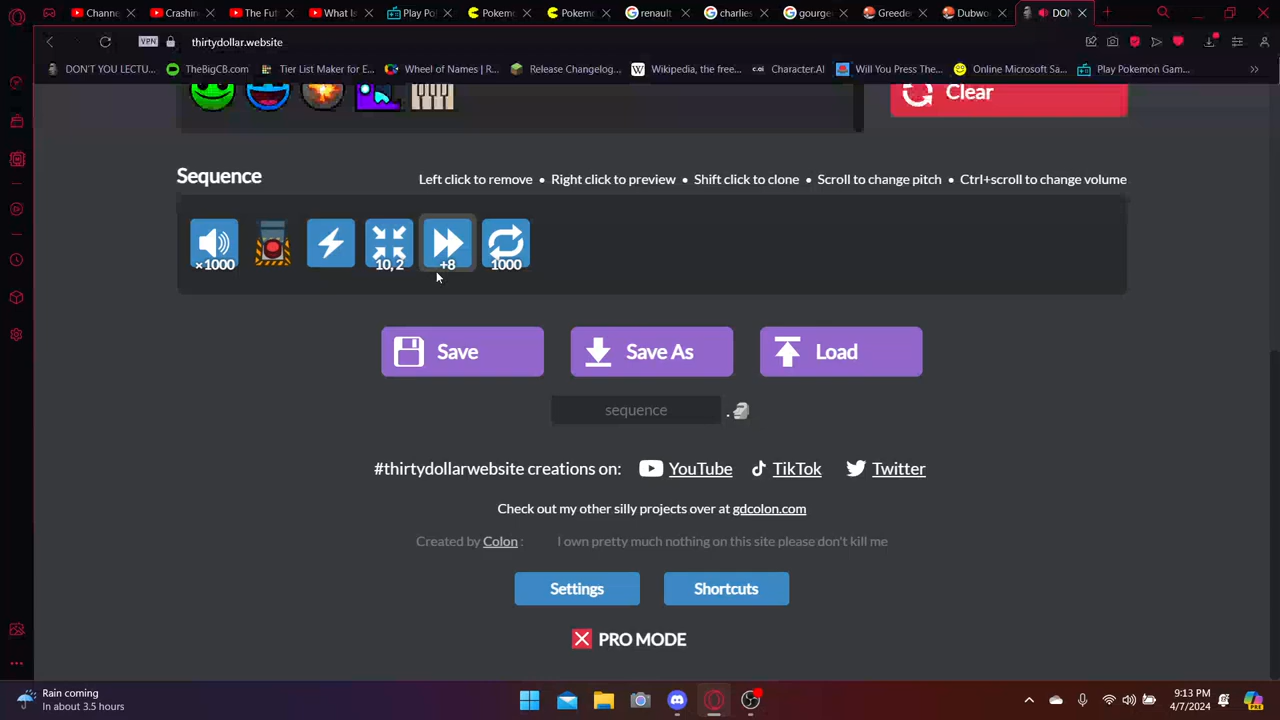 Channe
Crashin
The Fut
What Is
Play Po
Pokeme
Pokem
renault
charlies
gourge
Greede
Dubwo
DON
VPN
thirtydollar.website
DON'T YOU LECTU...
TheBigCB.com
Tier List Maker for E...
Wheel of Names | R...
Release Changelog...
Wikipedia, the free...
c.ai
Character.AI
Will You Press The...
Online Microsoft Sa...
Play Pokemon Gam...
Clear
Sequence
Left click to remove • Right click to preview • Shift click to clone • Scroll to change pitch • Ctrl+scroll to change volume
×1000
10, 2
+8
1000
Save
Save As
Load
sequence
.
#thirtydollarwebsite creations on: YouTube TikTok Twitter
Check out my other silly projects over at gdcolon.com
Created by Colon : I own pretty much nothing on this site please don't kill me
Settings
Shortcuts
PRO MODE
Rain coming
In about 3.5 hours
9:13 PM
4/7/2024
PRE